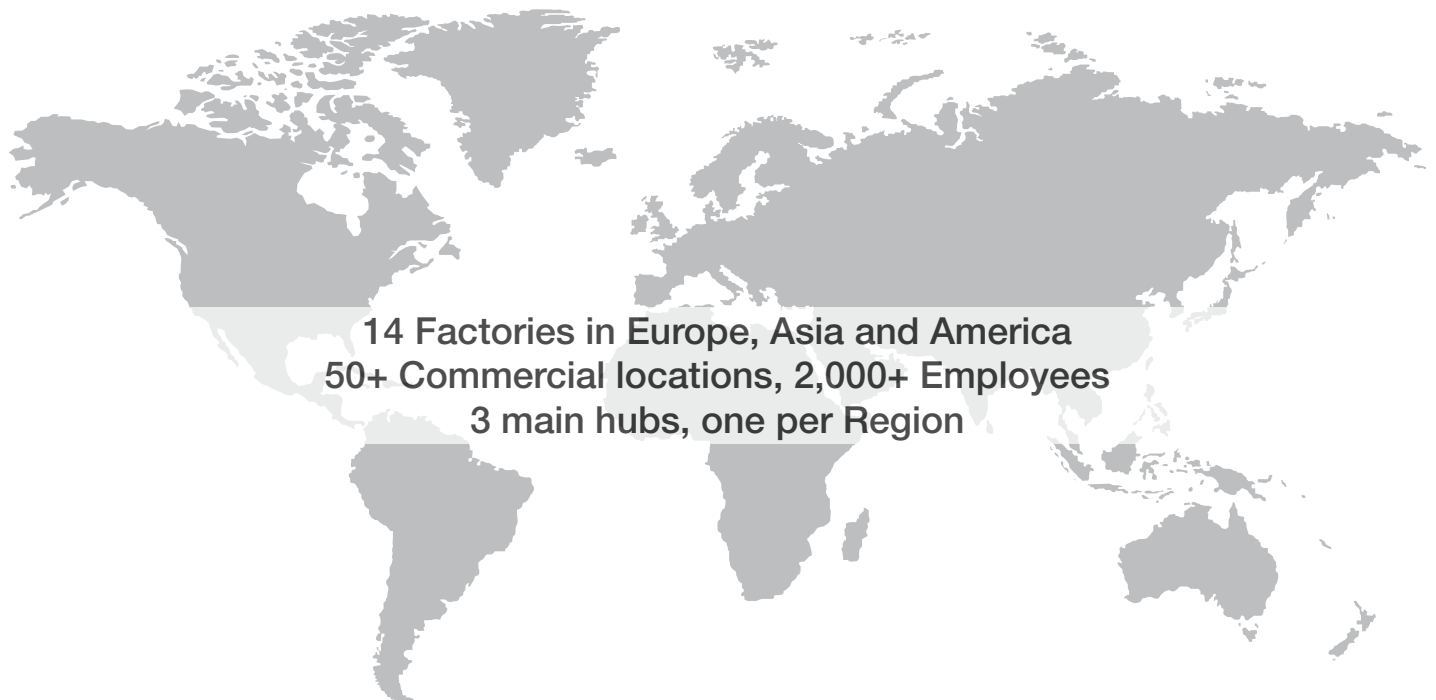 14 Factories in Europe, Asia and America
50+ Commercial locations, 2,000+ Employees
3 main hubs, one per Region